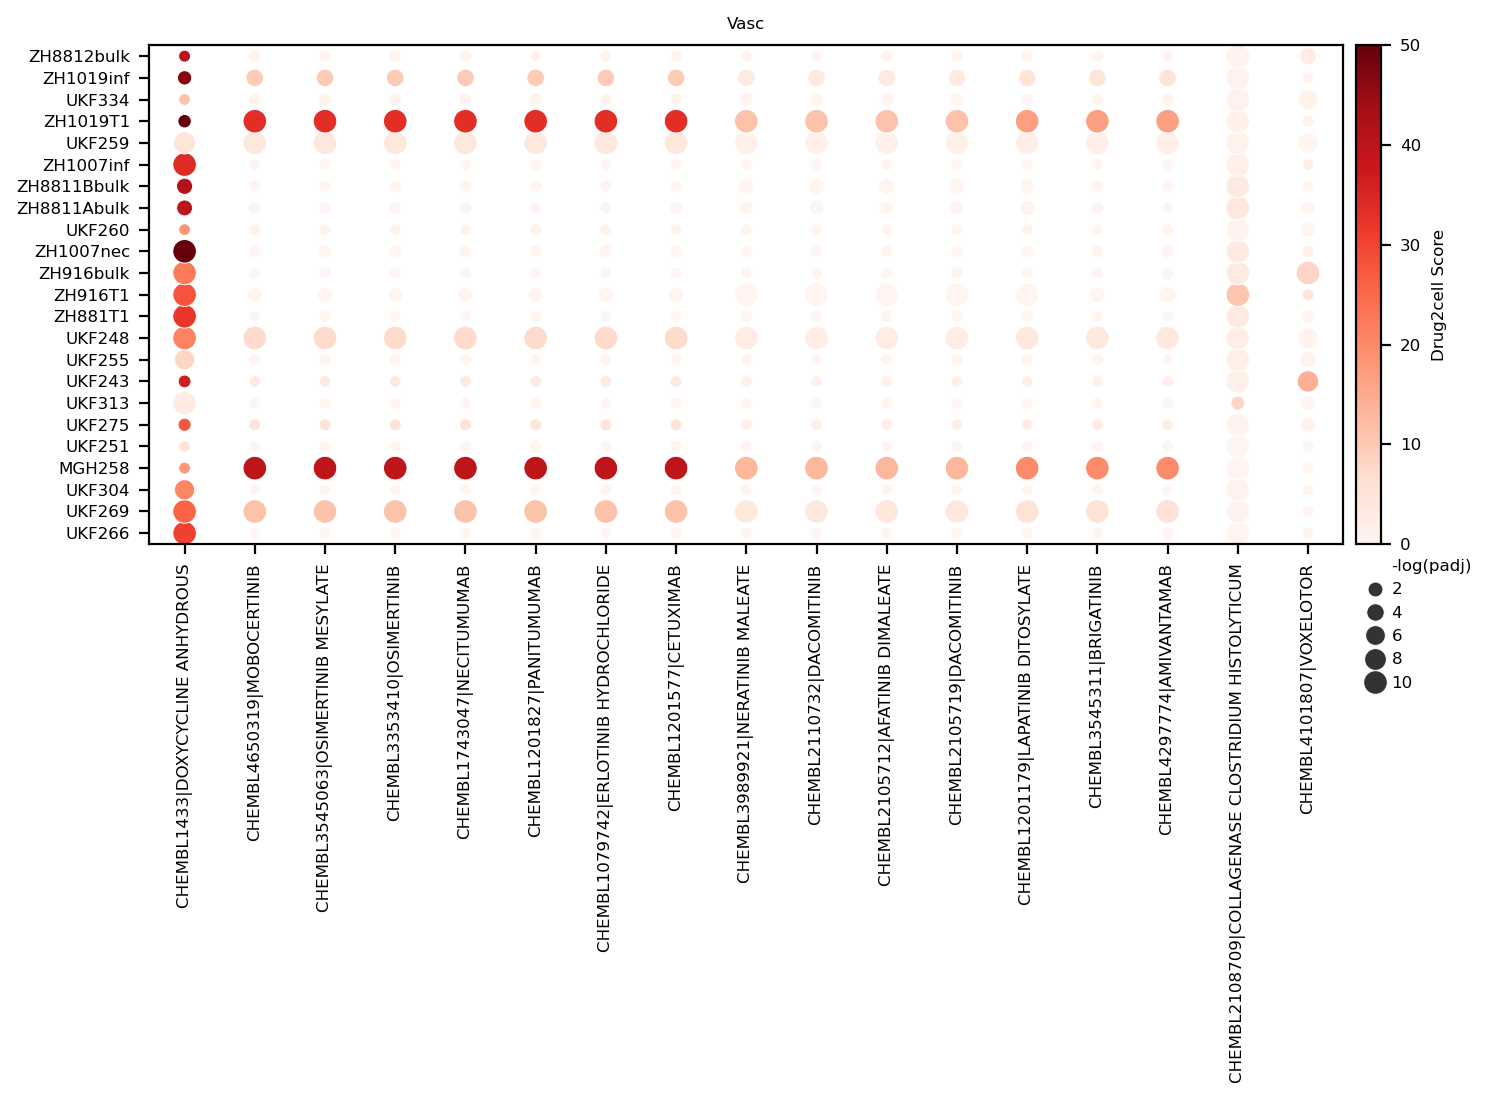 Vasc
ZH8812bulk
ZH1019inf
UKF334
ZH1019T1
UKF259
ZH1007inf
ZH8811Bbulk
ZH8811Abulk
UKF260
ZH1007nec
ZH916bulk
ZH916T1
ZH881T1
UKF248
UKF255
UKF243
UKF313
UKF275
UKF251
MGH258
UKF304
UKF269
UKF266
CHEMBL1433|DOXYCYCLINE ANHYDROUS
CHEMBL4650319|MOBOCERTINIB
CHEMBL3545063|OSIMERTINIB MESYLATE
CHEMBL3353410|OSIMERTINIB
CHEMBL1743047|NECITUMUMAB
CHEMBL1201827|PANITUMUMAB
CHEMBL1079742|ERLOTINIB HYDROCHLORIDE
CHEMBL1201577|CETUXIMAB
CHEMBL3989921|NERATINIB MALEATE
CHEMBL2110732|DACOMITINIB
CHEMBL2105712|AFATINIB DIMALEATE
CHEMBL2105719|DACOMITINIB
CHEMBL1201179|LAPATINIB DITOSYLATE
CHEMBL3545311|BRIGATINIB
CHEMBL4297774|AMIVANTAMAB
CHEMBL2108709|COLLAGENASE CLOSTRIDIUM HISTOLYTICUM
CHEMBL4101807|VOXELOTOR
50
40
30
20
10
0
Drug2cell Score
-log(padj)
2
4
6
8
10